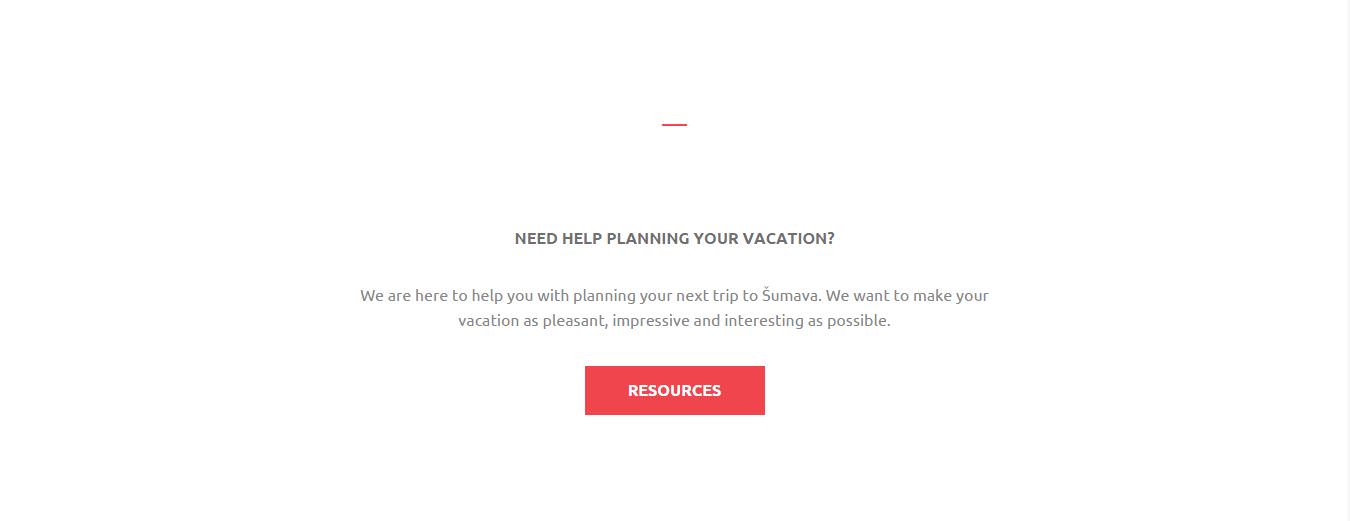 NEED HELP PLANNING YOUR VACATION?
We are here to help you with planning your next trip to Šumava. We want to make your
vacation as pleasant, impressive and interesting as possible.
RESOURCES